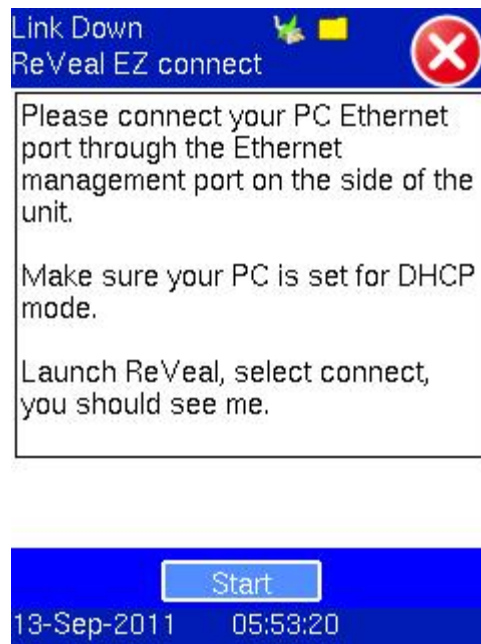 Link Down
ReVeal EZ connect
Please connect your PC Ethernet
port through the Ethernet
management port on the side of the
unit.
Make sure your PC is set for DHCP
mode.
Launch ReVeal, select connect,
you should see me.
Start
13-Sep-2011 05:53:20